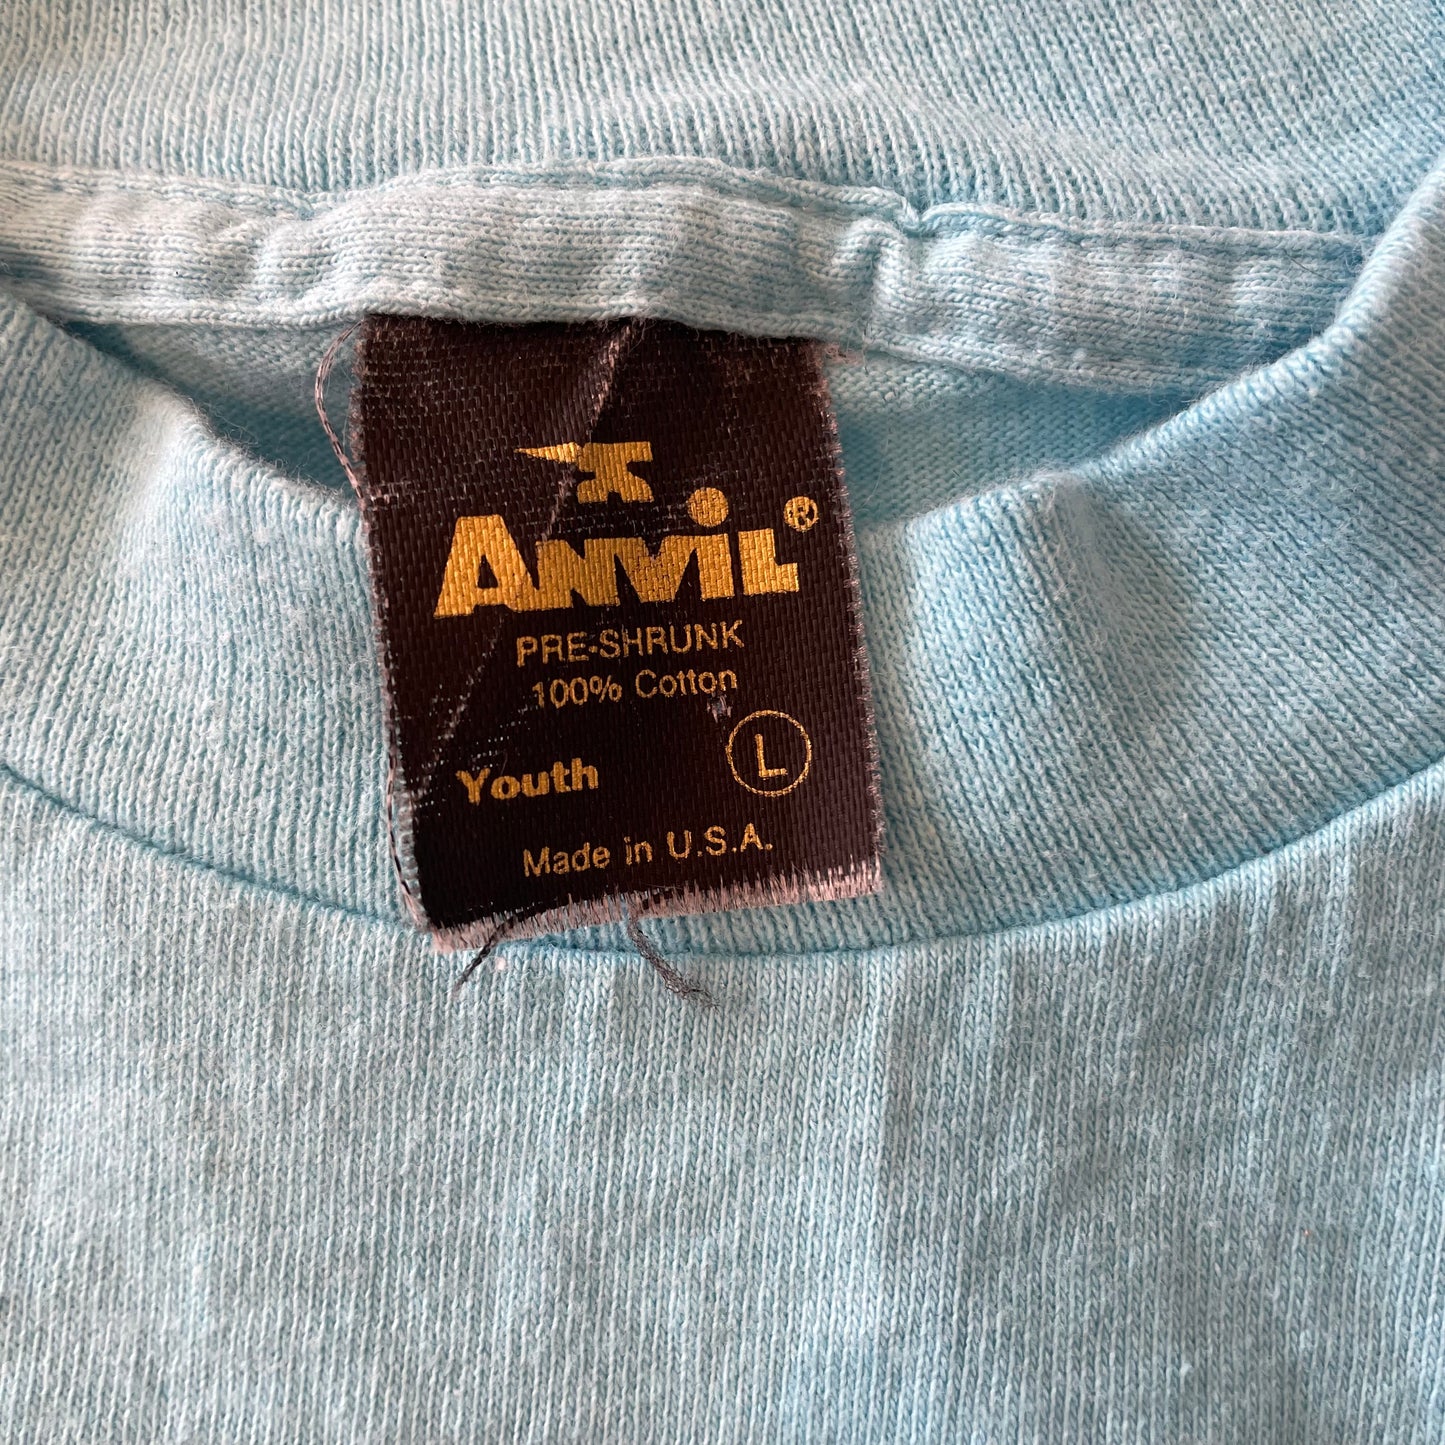 ANViL®
PRE-SHRUNK
100% Cotton
Youth L
Made in U.S.A.